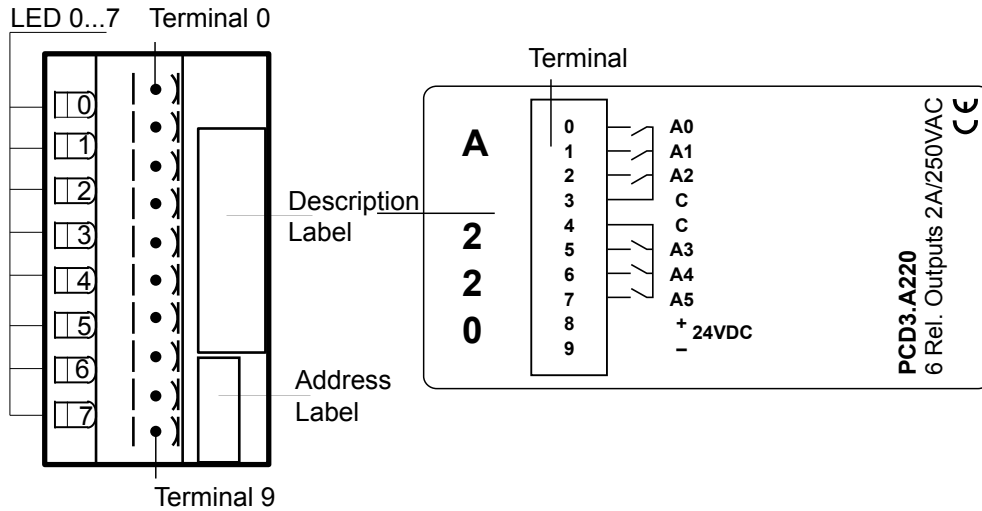 LED 0...7 Terminal 0
0
1
2
3
4
5
6
7
Terminal 9
Description
Label
Address
Label
Terminal
A
2
2
0
0 A0
1 A1
2 A2
3 C
4 C
5 A3
6 A4
7 A5
8 + 24VDC
9 –
PCD3.A220
6 Rel. Outputs 2A/250VAC
CE